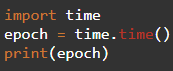 import time
epoch = time.time()
print(epoch)